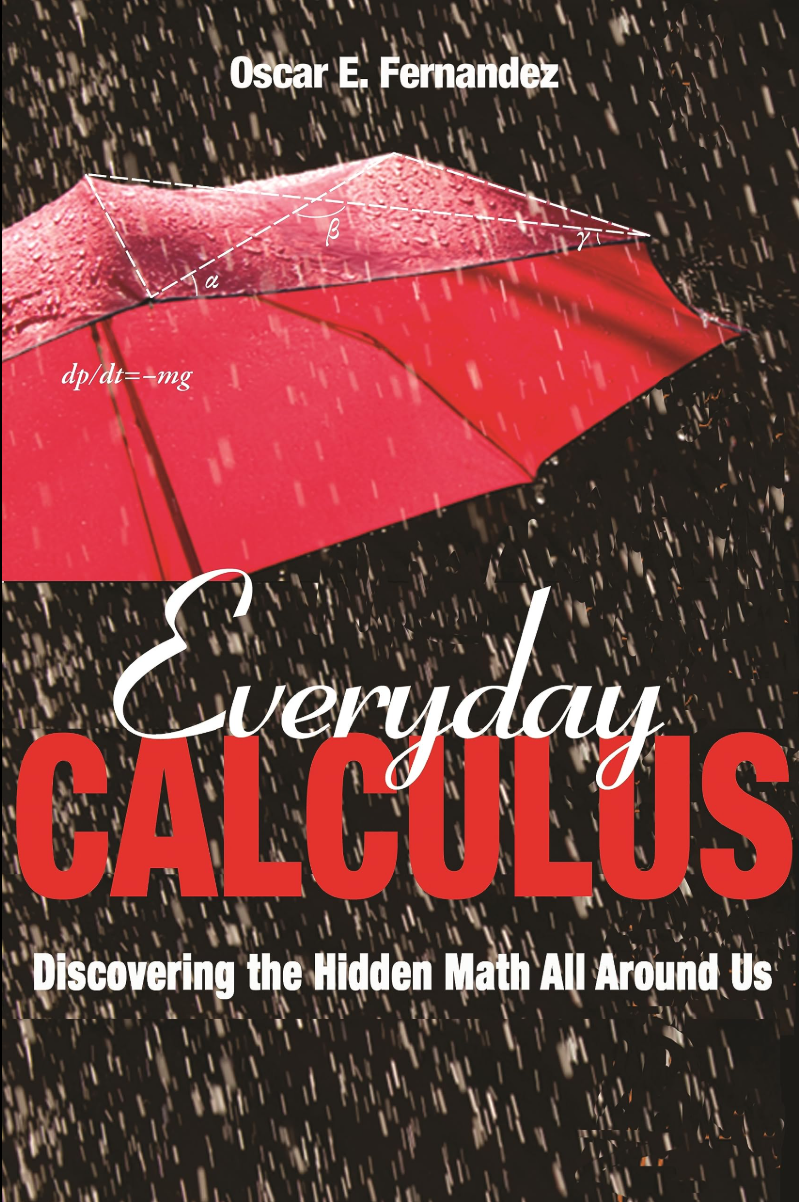 Oscar E. Fernandez
β
γ
α
dp/dt=–mg
Everyday
CALCULUS
Discovering the Hidden Math All Around Us